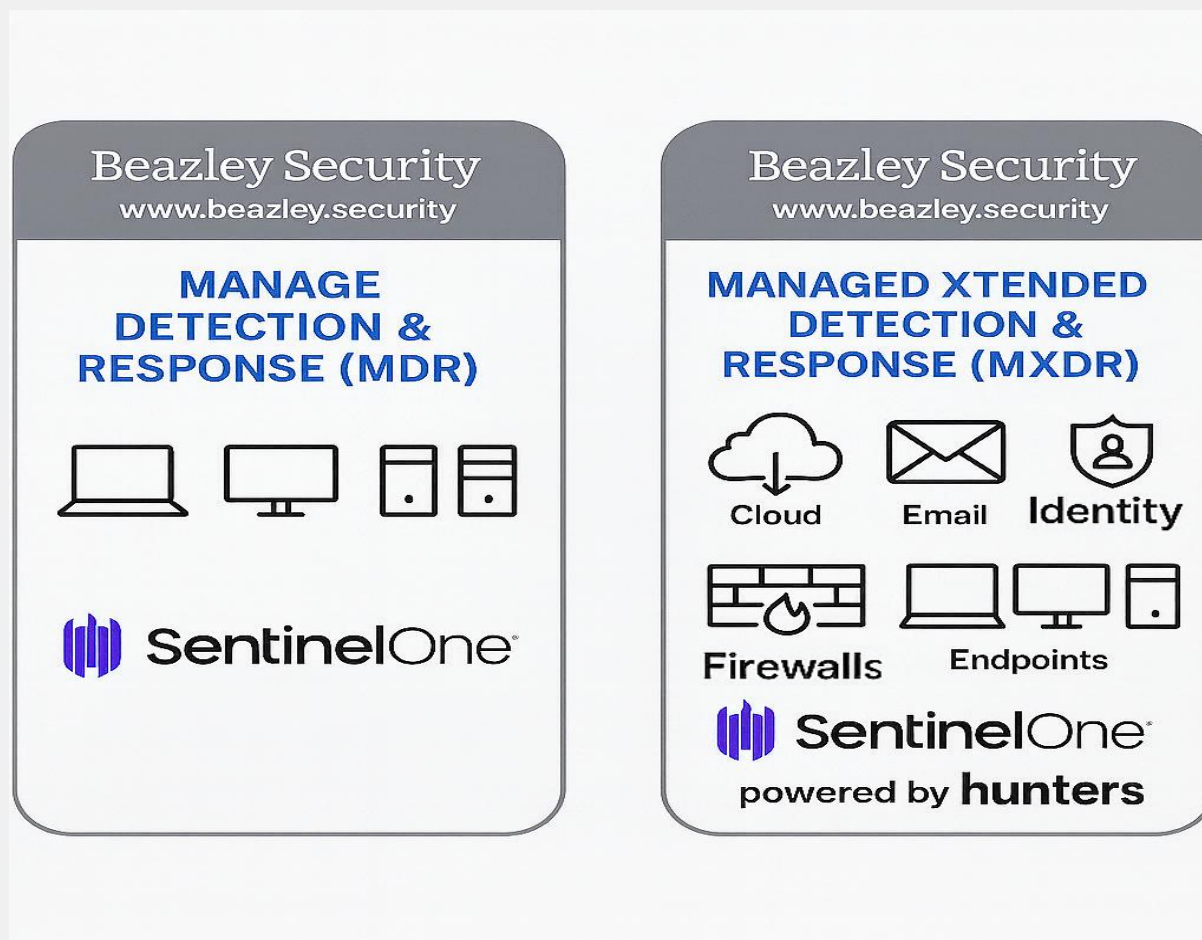 Beazley Security
www.beazley.security
MANAGE
DETECTION &
RESPONSE (MDR)
SentinelOne
Beazley Security
www.beazley.security
MANAGED XTENDED
DETECTION &
RESPONSE (MXDR)
Cloud
Email
Identity
Firewalls
Endpoints
SentinelOne
powered by hunters